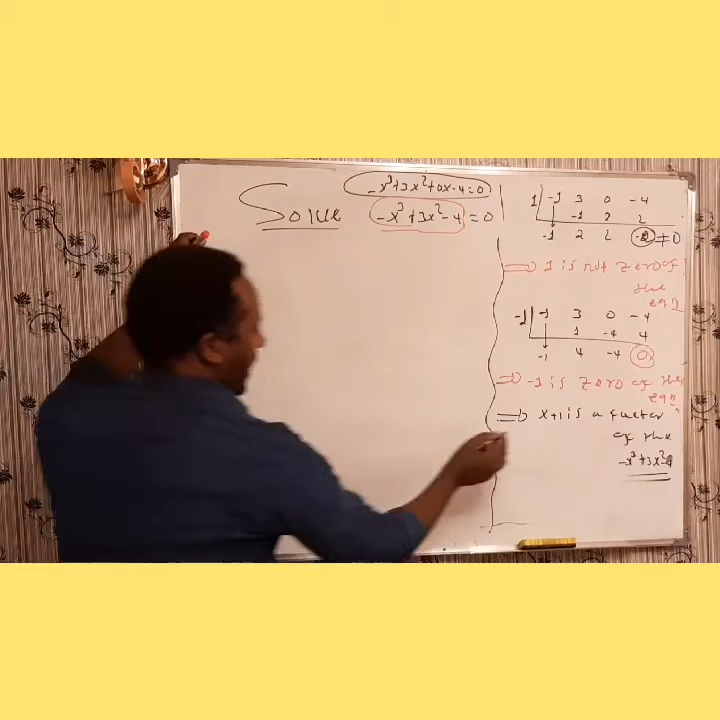 -x³+3x²+0x-4=0
Solve -x³+3x²-4=0
1 | -1 3 0 -4
-1 2 2
-1 2 2 -2 ≠0
⇒ 1 is not zero of
the
eqn
-1 | -1 3 0 -4
1 -4 4
-1 4 -4 0
⇒ -1 is zero of the
eqn
⇒ x+1 is a factor
of the
-x³+3x²-4